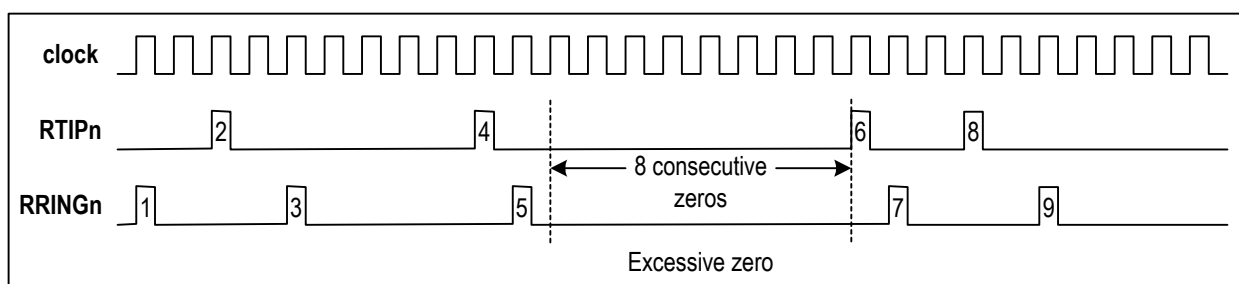 clock
RTIPn
2
4
6
8
8 consecutive
zeros
RRINGn
1
3
5
7
9
Excessive zero